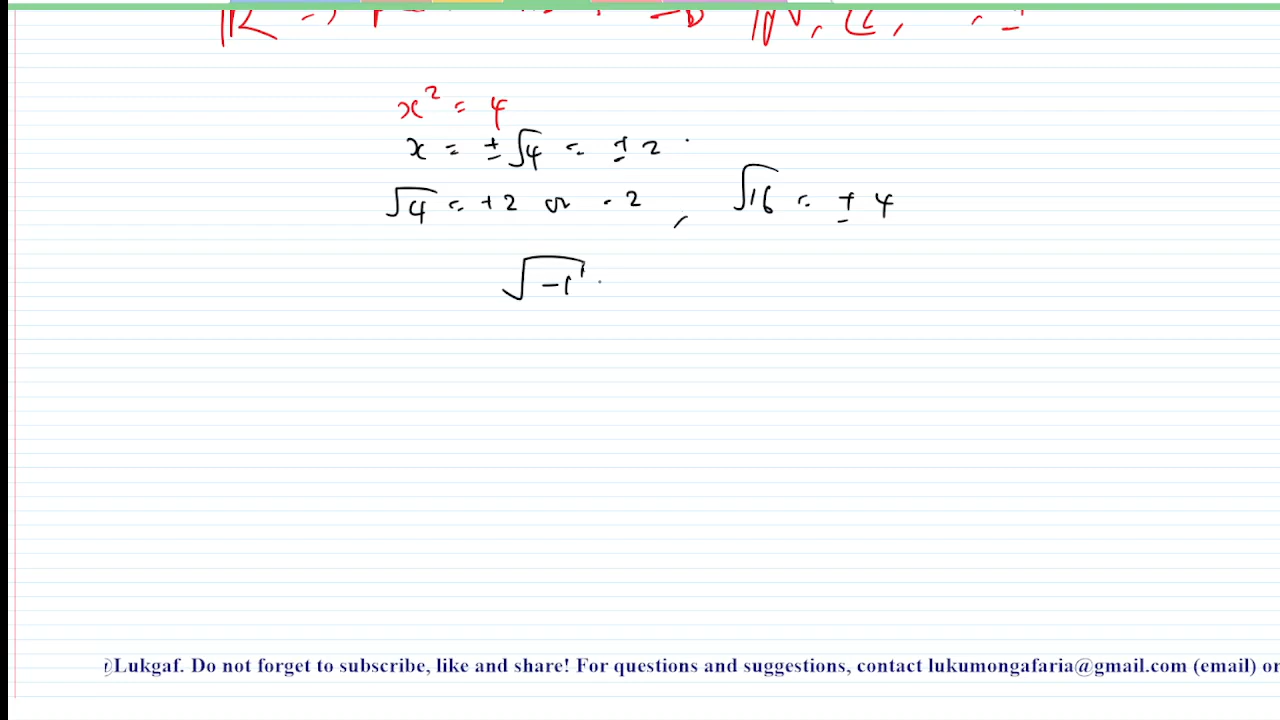 x² = 4
x = ± √4 = ± 2
√4 = +2 or -2 , √16 = ± 4
√-1
Lukgaf. Do not forget to subscribe, like and share! For questions and suggestions, contact lukumongafaria@gmail.com (email) or